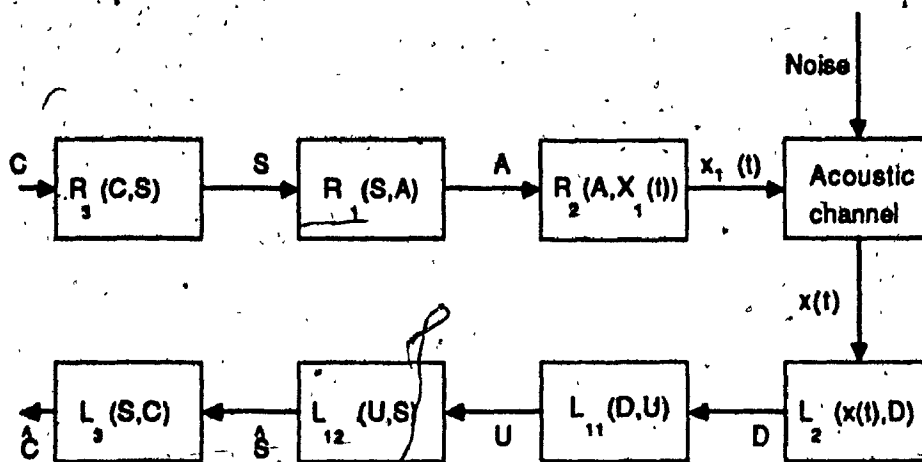 Noise
C
R₃ (C,S)
S
R₁ (S,A)
A
R₂ (A,X₁ (t))
x₁ (t)
Acoustic
channel
x(t)
L₂ (x(t),D)
D
L₁₁ (D,U)
U
L₁₂ (U,S)
Ŝ
L₃ (S,C)
Ĉ